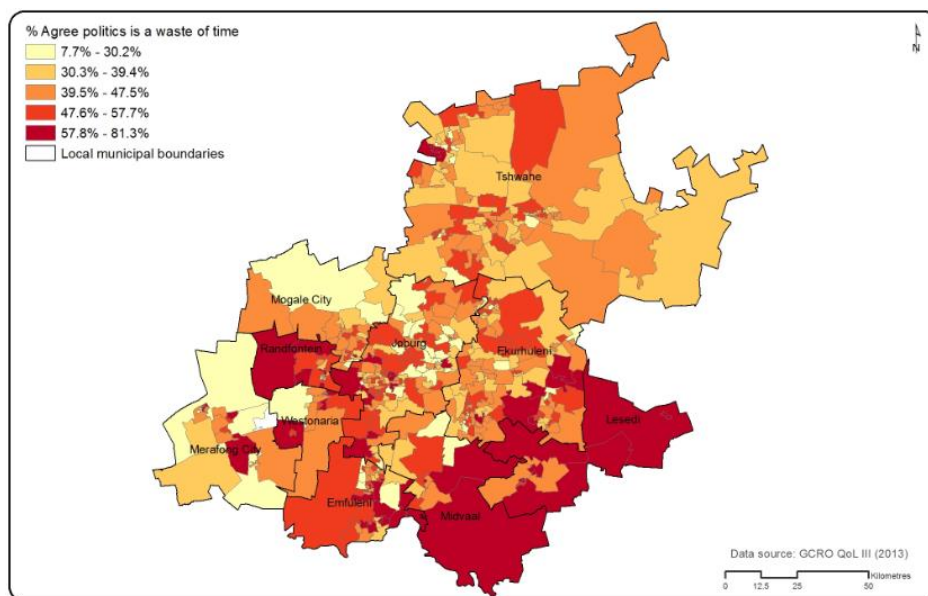 % Agree politics is a waste of time
7.7% - 30.2%
30.3% - 39.4%
39.5% - 47.5%
47.6% - 57.7%
57.8% - 81.3%
Local municipal boundaries
N
Tshwane
Mogale City
Randfontein
Joburg
Ekurhuleni
Westonaria
Lesedi
Merafong City
Emfuleni
Midvaal
Data source: GCRO QoL III (2013)
Kilometres
0 12.5 25 50